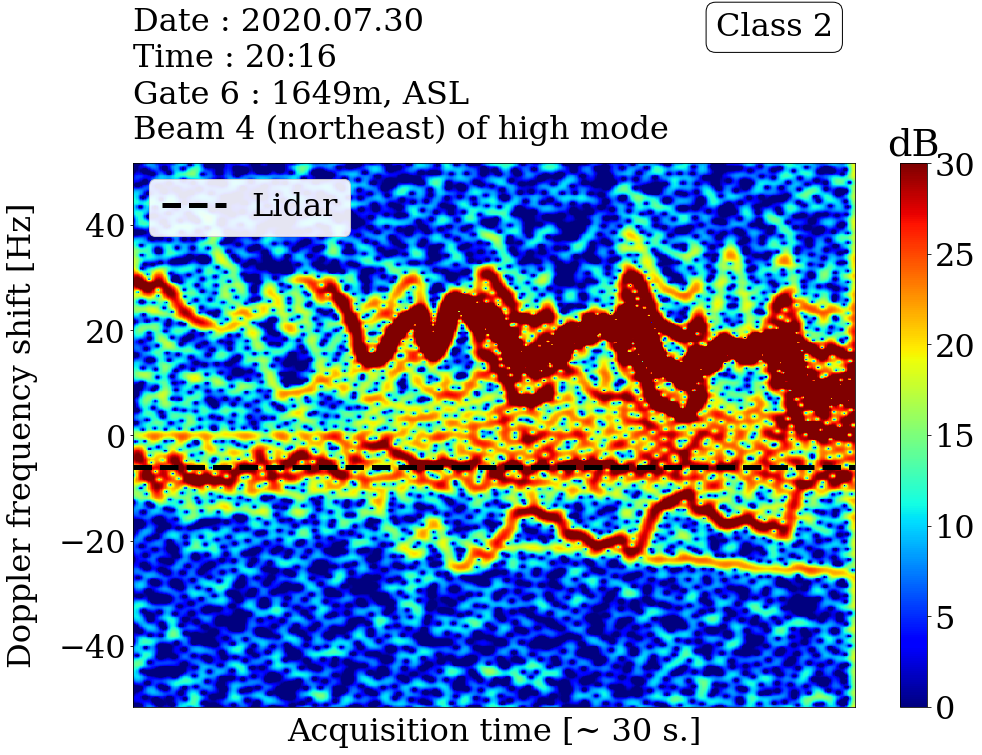 Date : 2020.07.30
Time : 20:16
Gate 6 : 1649m, ASL
Beam 4 (northeast) of high mode
Class 2
dB
Lidar
Doppler frequency shift [Hz]
40
20
0
−20
−40
30
25
20
15
10
5
0
Acquisition time [~ 30 s.]